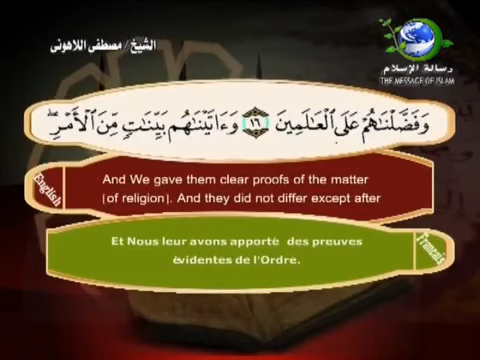 الشيخ / مصطفى اللاهونى
رسالة الإسلام
THE MESSAGE OF ISLAM
وَفَضَّلْنَٰهُمْ عَلَى ٱلْعَٰلَمِينَ ١٦ وَءَاتَيْنَٰهُم بَيِّنَٰتٍ مِّنَ ٱلْأَمْرِ ۖ
English
And We gave them clear proofs of the matter
(of religion). And they did not differ except after
Et Nous leur avons apporté des preuves
évidentes de l'Ordre.
Francais